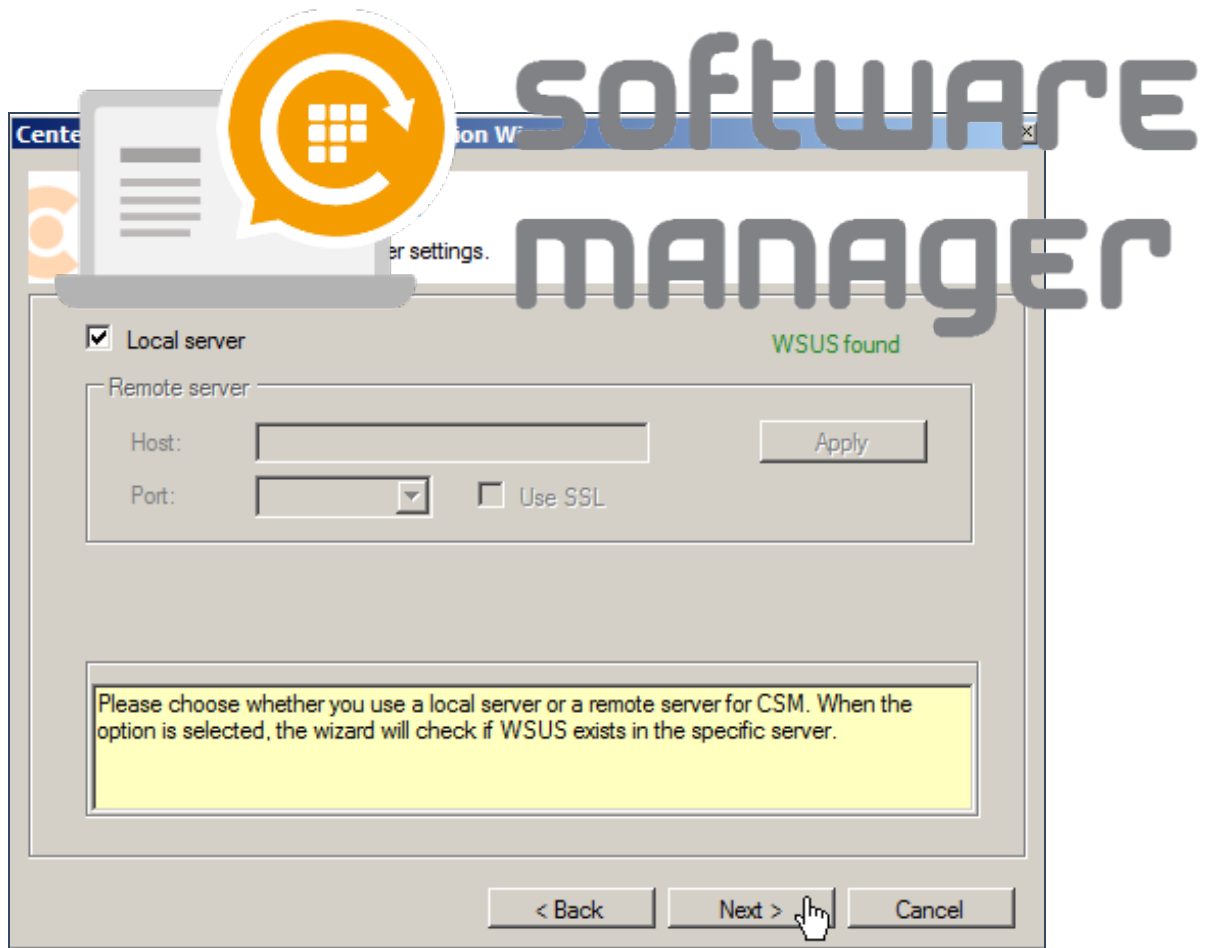 software
manager
Cente
ion Wi
er settings.
Local server
WSUS found
Remote server
Host:
Apply
Port:
Use SSL
Please choose whether you use a local server or a remote server for CSM. When the
option is selected, the wizard will check if WSUS exists in the specific server.
< Back
Next >
Cancel